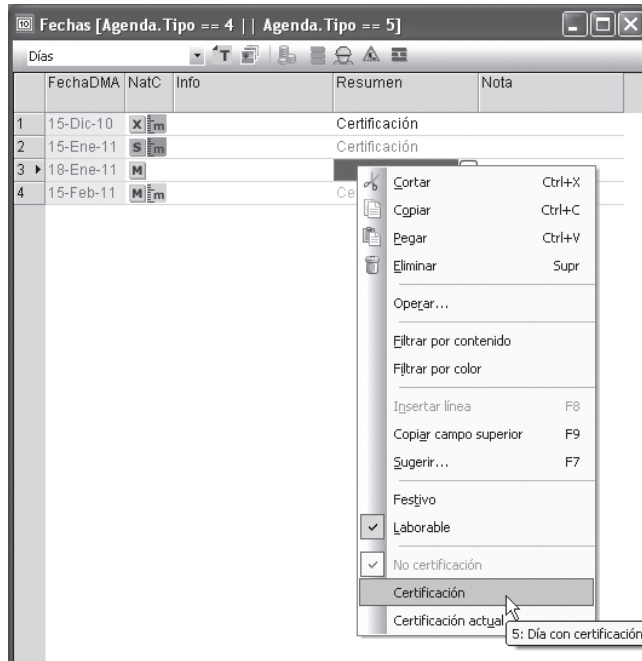 Fechas [Agenda.Tipo == 4 || Agenda.Tipo == 5]
Días
FechaDMA NatC Info Resumen Nota
1 15-Dic-10 X m Certificación
2 15-Ene-11 S m Certificación
3 18-Ene-11 M
4 15-Feb-11 M m Ce
Cortar Ctrl+X
Copiar Ctrl+C
Pegar Ctrl+V
Eliminar Supr
Operar...
Filtrar por contenido
Filtrar por color
Insertar línea F8
Copiar campo superior F9
Sugerir... F7
Festivo
Laborable
No certificación
Certificación
Certificación actual
5: Día con certificación